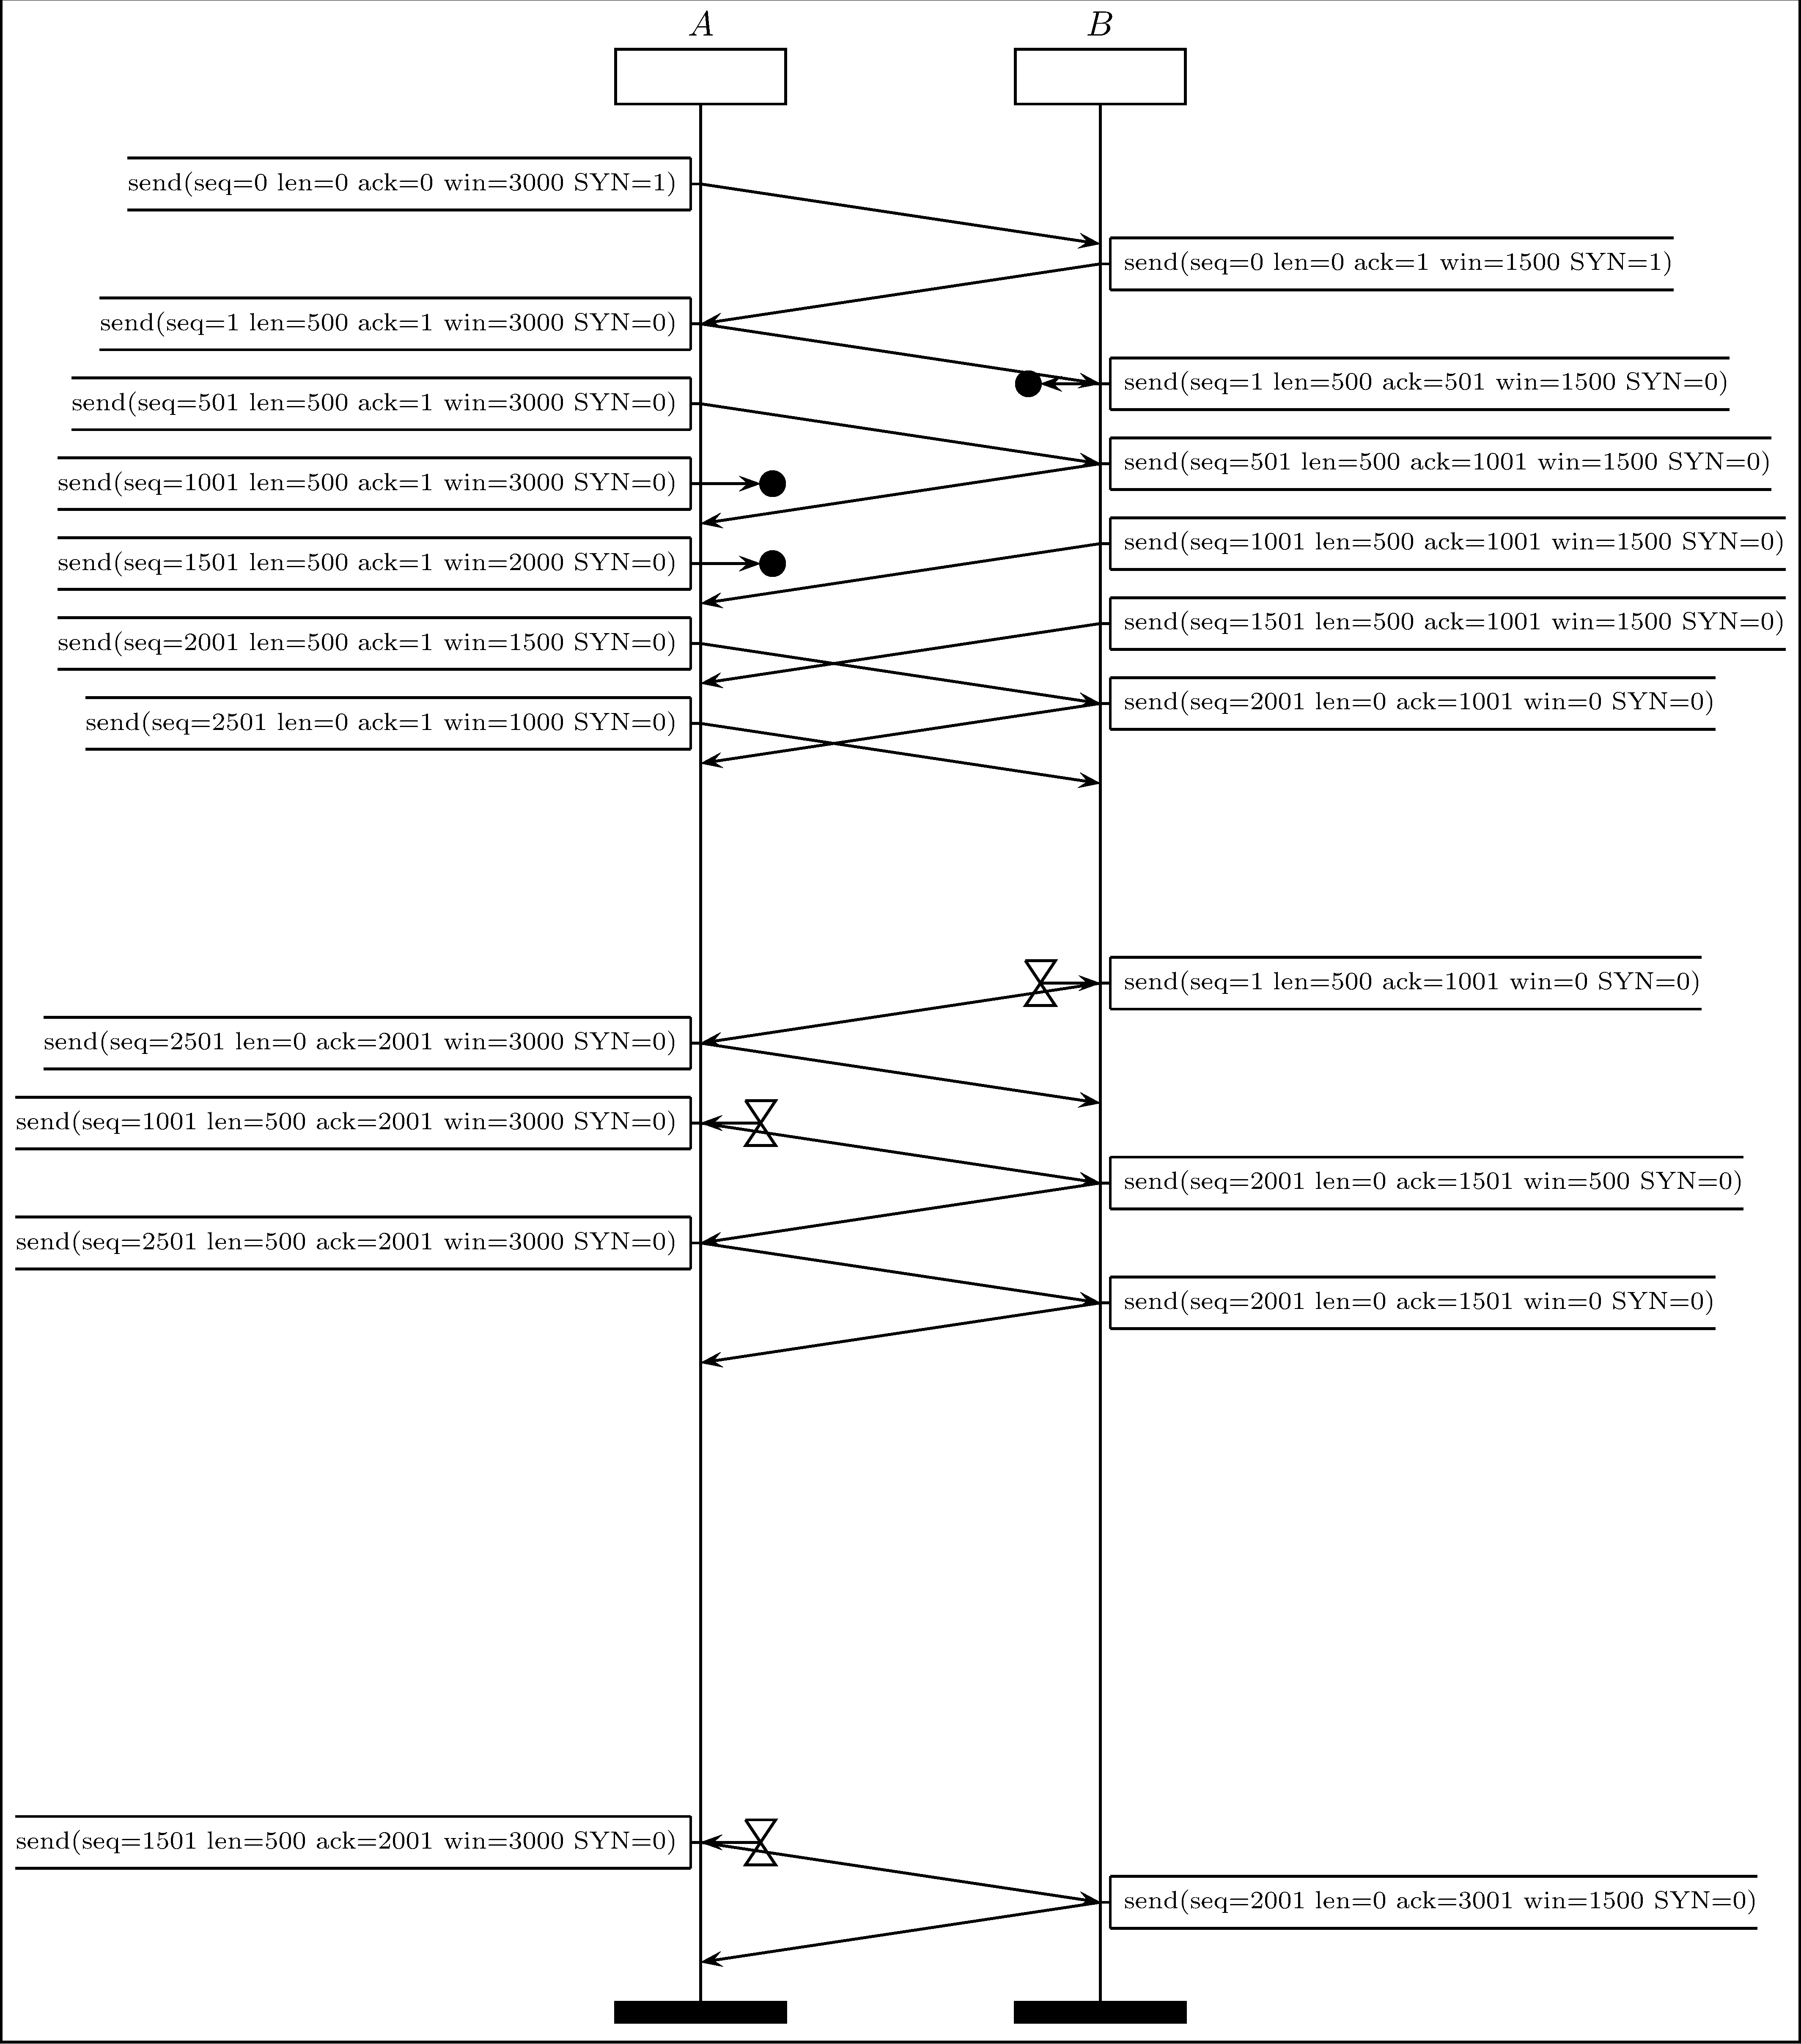 A
B
send(seq=0 len=0 ack=0 win=3000 SYN=1)
send(seq=0 len=0 ack=1 win=1500 SYN=1)
send(seq=1 len=500 ack=1 win=3000 SYN=0)
send(seq=1 len=500 ack=501 win=1500 SYN=0)
send(seq=501 len=500 ack=1 win=3000 SYN=0)
send(seq=501 len=500 ack=1001 win=1500 SYN=0)
send(seq=1001 len=500 ack=1 win=3000 SYN=0)
send(seq=1001 len=500 ack=1001 win=1500 SYN=0)
send(seq=1501 len=500 ack=1 win=2000 SYN=0)
send(seq=1501 len=500 ack=1001 win=1500 SYN=0)
send(seq=2001 len=500 ack=1 win=1500 SYN=0)
send(seq=2001 len=0 ack=1001 win=0 SYN=0)
send(seq=2501 len=0 ack=1 win=1000 SYN=0)
send(seq=1 len=500 ack=1001 win=0 SYN=0)
send(seq=2501 len=0 ack=2001 win=3000 SYN=0)
send(seq=1001 len=500 ack=2001 win=3000 SYN=0)
send(seq=2001 len=0 ack=1501 win=500 SYN=0)
send(seq=2501 len=500 ack=2001 win=3000 SYN=0)
send(seq=2001 len=0 ack=1501 win=0 SYN=0)
send(seq=1501 len=500 ack=2001 win=3000 SYN=0)
send(seq=2001 len=0 ack=3001 win=1500 SYN=0)